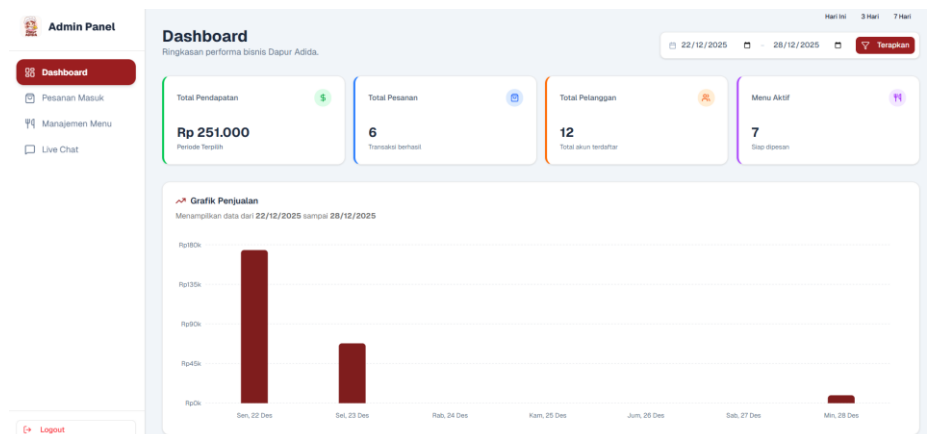 Admin Panel
Dashboard
Pesanan Masuk
Manajemen Menu
Live Chat
Logout
Hari Ini 3 Hari 7 Hari
Dashboard
Ringkasan performa bisnis Dapur Adida.
22/12/2025 - 28/12/2025 Terapkan
Total Pendapatan
$
Rp 251.000
Periode Terpilih
Total Pesanan
6
Transaksi berhasil
Total Pelanggan
12
Total akun terdaftar
Menu Aktif
7
Siap dipesan
Grafik Penjualan
Menampilkan data dari 22/12/2025 sampai 28/12/2025
Rp180k
Rp135k
Rp90k
Rp45k
Rp0k
Sen, 22 Des Sel, 23 Des Rab, 24 Des Kam, 25 Des Jum, 26 Des Sab, 27 Des Min, 28 Des